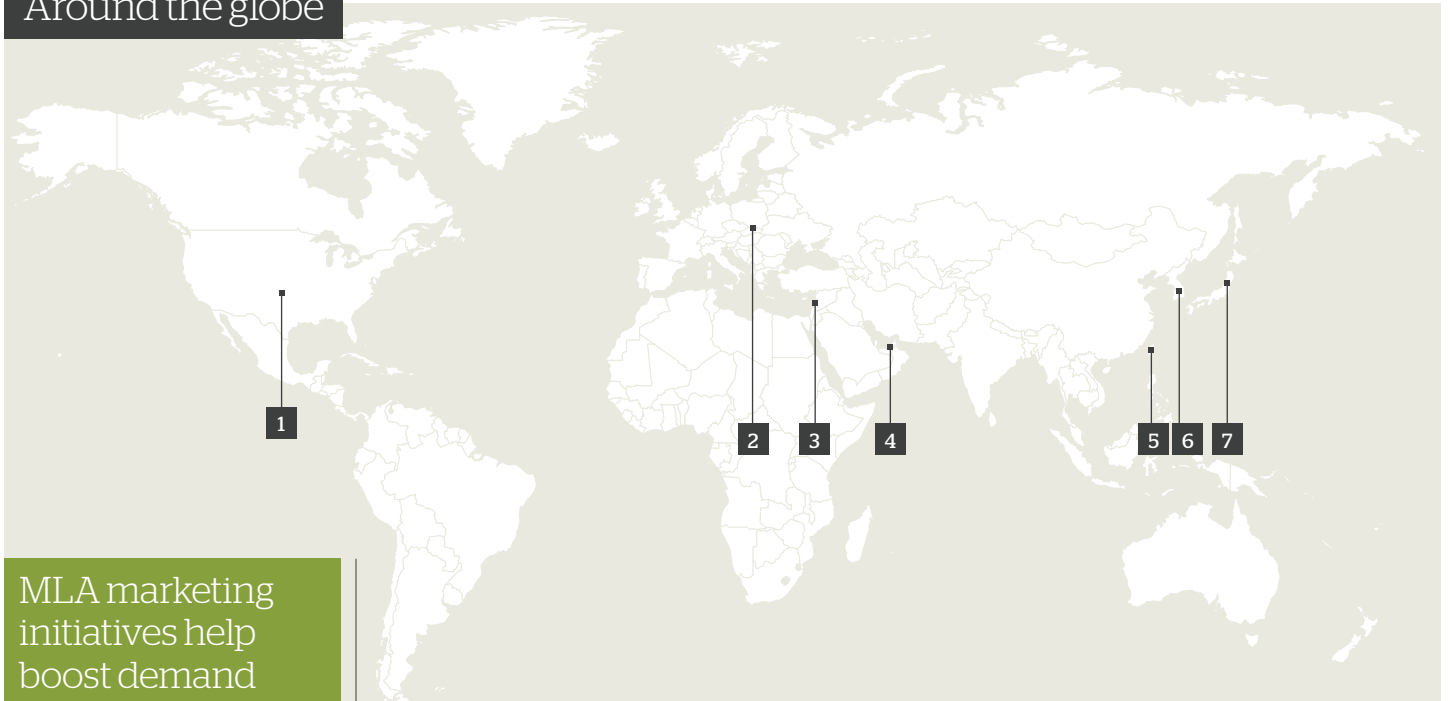 Around the globe
1
2
3
4
5
6
7
MLA marketing
initiatives help
boost demand